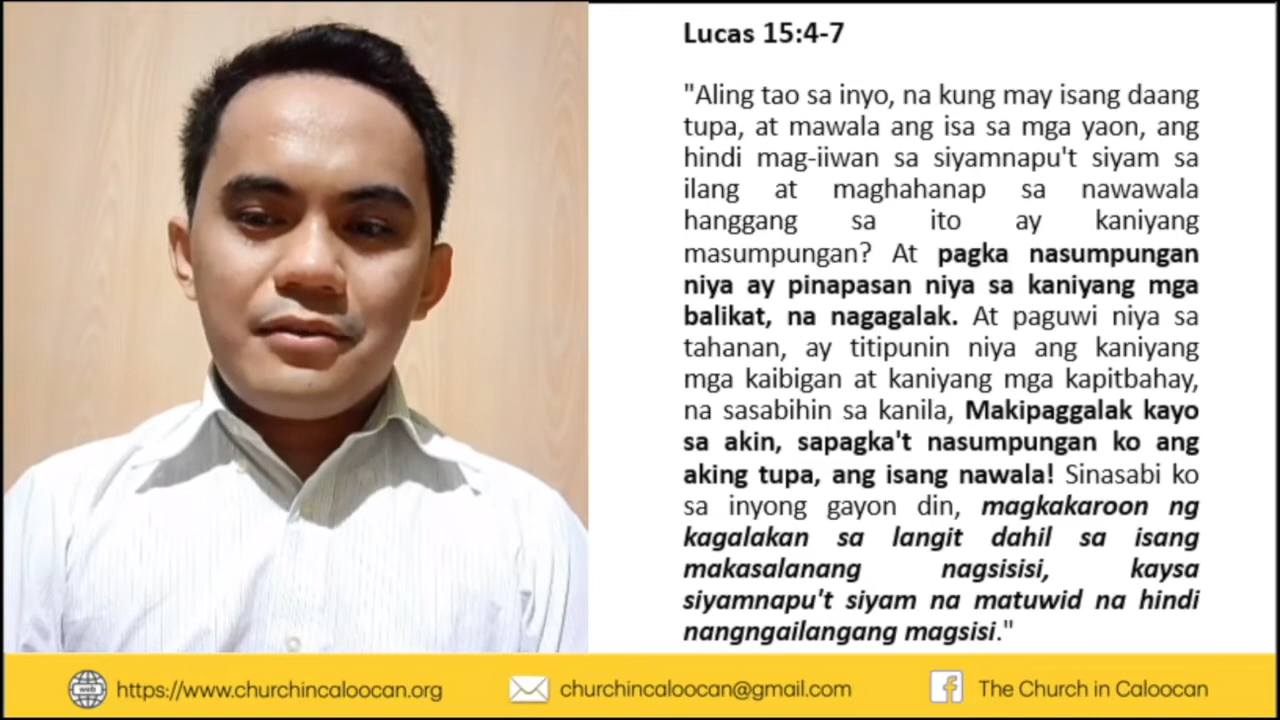 Lucas 15:4-7
"Aling tao sa inyo, na kung may isang daang
tupa, at mawala ang isa sa mga yaon, ang
hindi mag-iiwan sa siyamnapu't siyam sa
ilang at maghahanap sa nawawala
hanggang sa ito ay kaniyang
masumpungan? At pagka nasumpungan
niya ay pinapasan niya sa kaniyang mga
balikat, na nagagalak. At paguwi niya sa
tahanan, ay titipunin niya ang kaniyang
mga kaibigan at kaniyang mga kapitbahay,
na sasabihin sa kanila, Makipaggalak kayo
sa akin, sapagka't nasumpungan ko ang
aking tupa, ang isang nawala! Sinasabi ko
sa inyong gayon din, magkakaroon ng
kagalakan sa langit dahil sa isang
makasalanang nagsisisi, kaysa
siyamnapu't siyam na matuwid na hindi
nangngailangang magsisi."
web https://www.churchincaloocan.org
churchincaloocan@gmail.com
f The Church in Caloocan